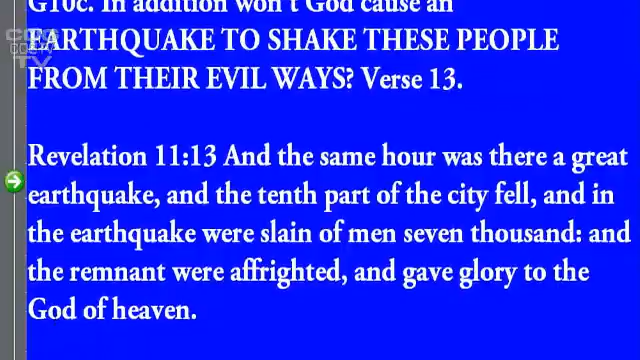 G10c. In addition won't God cause an
EARTHQUAKE TO SHAKE THESE PEOPLE
FROM THEIR EVIL WAYS? Verse 13.
Revelation 11:13 And the same hour was there a great
earthquake, and the tenth part of the city fell, and in
the earthquake were slain of men seven thousand: and
the remnant were affrighted, and gave glory to the
God of heaven.
TV